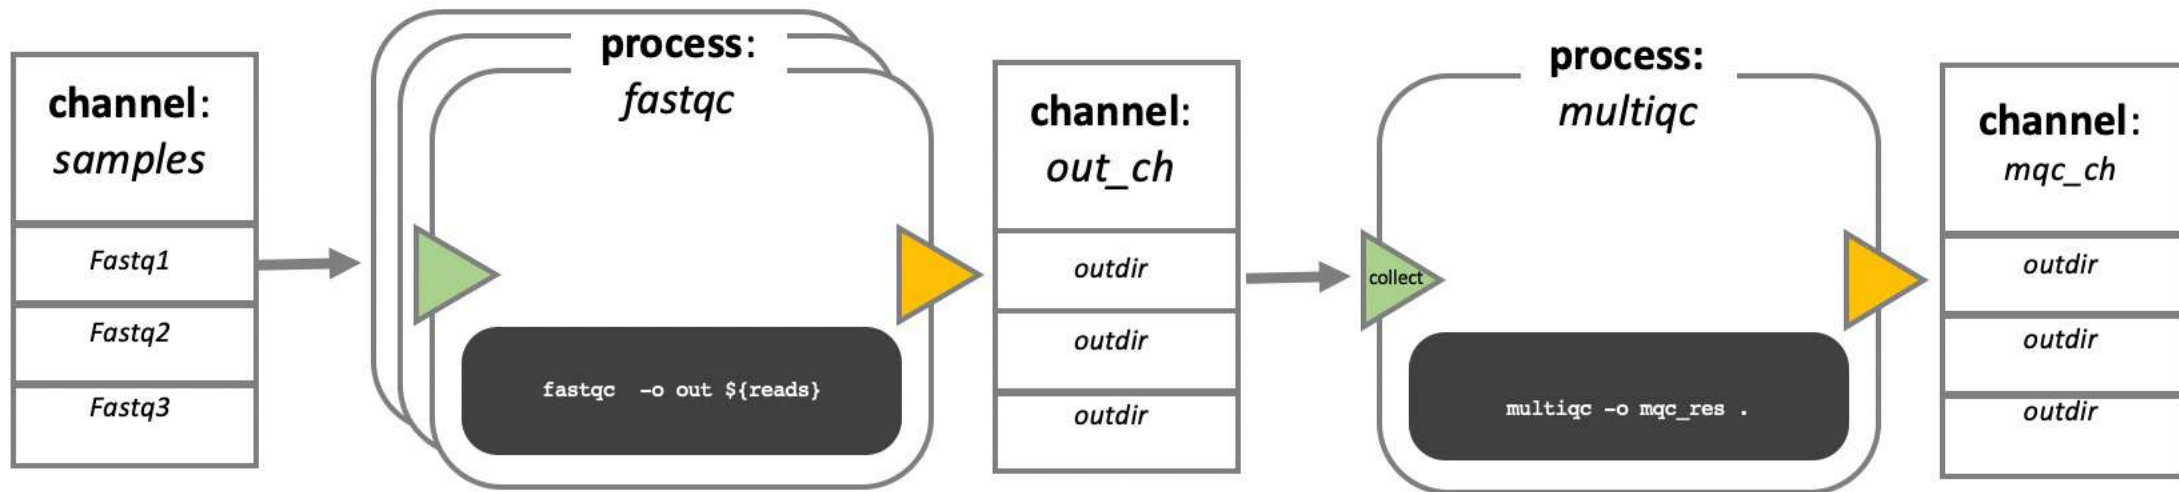 channel:
samples
Fastq1
Fastq2
Fastq3
process:
fastqc
fastqc -o out ${reads}
channel:
out_ch
outdir
outdir
outdir
process:
multiqc
collect
multiqc -o mqc_res .
channel:
mqc_ch
outdir
outdir
outdir